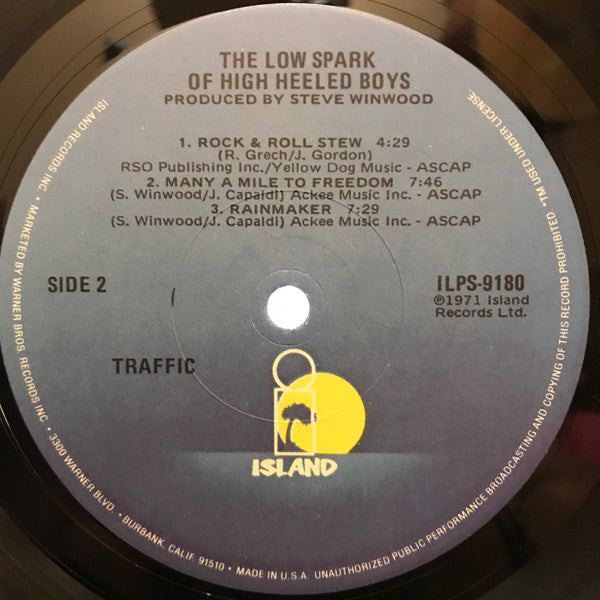 THE LOW SPARK
OF HIGH HEELED BOYS
PRODUCED BY STEVE WINWOOD
1. ROCK & ROLL STEW 4:29
(R. Grech/J. Gordon)
RSO Publishing Inc./Yellow Dog Music - ASCAP
2. MANY A MILE TO FREEDOM 7:46
(S. Winwood/J. Capaldi) Ackee Music Inc. - ASCAP
3. RAINMAKER 7:29
(S. Winwood/J. Capaldi) Ackee Music Inc. - ASCAP
SIDE 2
ILPS-9180
℗1971 Island
Records Ltd.
TRAFFIC
ISLAND
ISLAND RECORDS INC. • MARKETED BY WARNER BROS. RECORDS INC. • 3300 WARNER BLVD. • BURBANK, CALIF. 91510 • MADE IN U.S.A. UNAUTHORIZED PUBLIC PERFORMANCE BROADCASTING AND COPYING OF THIS RECORD PROHIBITED • TM USED UNDER LICENSE.